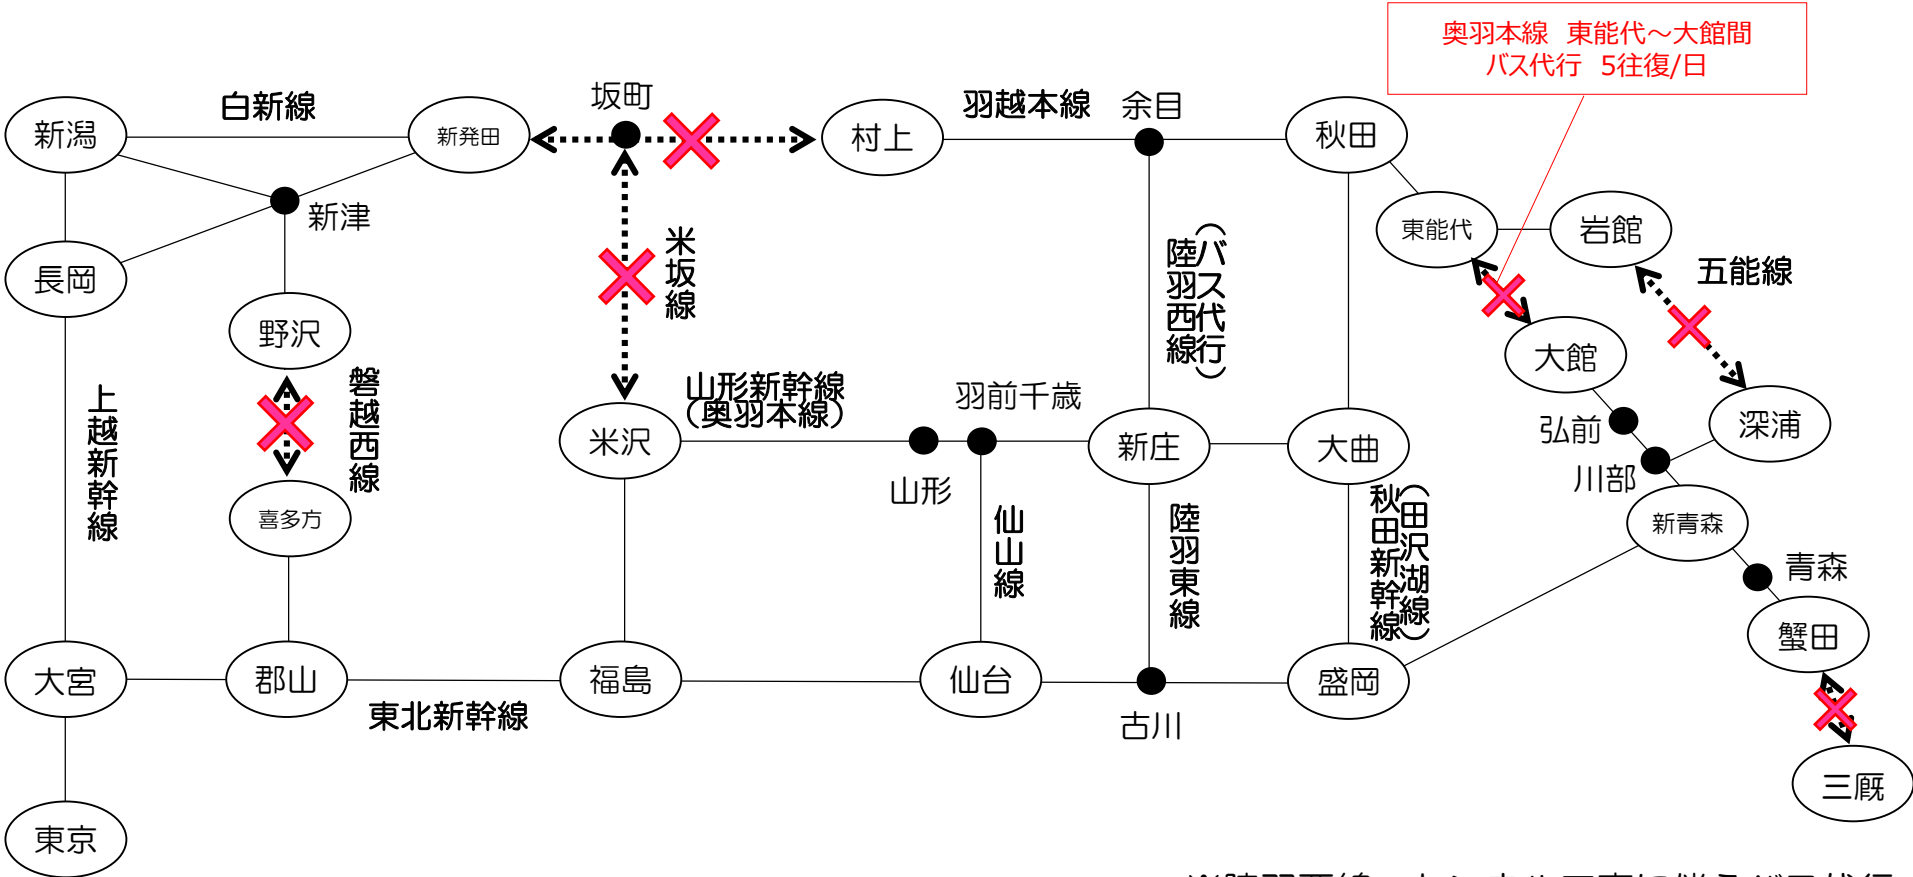 奥羽本線 東能代～大館間
バス代行 5往復/日
白新線
坂町
羽越本線
余目
新潟
新発田
村上
秋田
新津
米坂線
陸羽西線
（バス代行）
東能代
岩館
五能線
長岡
野沢
大館
上越新幹線
磐越西線
山形新幹線
（奥羽本線）
羽前千歳
弘前
深浦
米沢
新庄
大曲
山形
川部
喜多方
仙山線
陸羽東線
秋田新幹線
（田沢湖線）
新青森
青森
蟹田
大宮
郡山
福島
仙台
盛岡
東北新幹線
古川
三厩
東京